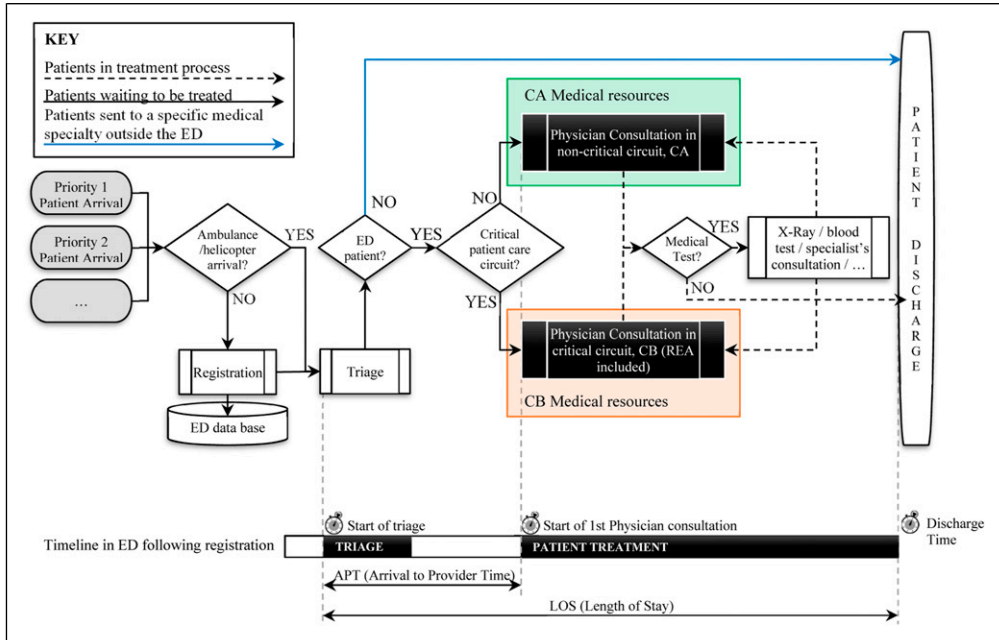 KEY
Patients in treatment process
Patients waiting to be treated
Patients sent to a specific medical
specialty outside the ED
Priority 1
Patient Arrival
Priority 2
Patient Arrival
...
Ambulance
/helicopter
arrival?
YES
NO
Registration
ED data base
Triage
ED
patient?
NO
YES
Critical
patient care
circuit?
NO
YES
CA Medical resources
Physician Consultation in
non-critical circuit, CA
Physician Consultation in
critical circuit, CB (REA
included)
CB Medical resources
Medical
Test?
YES
NO
X-Ray / blood
test / specialist's
consultation / ...
PATIENT DISCHARGE
Start of triage
Start of 1st Physician consultation
Discharge
Time
Timeline in ED following registration
TRIAGE
PATIENT TREATMENT
APT (Arrival to Provider Time)
LOS (Length of Stay)